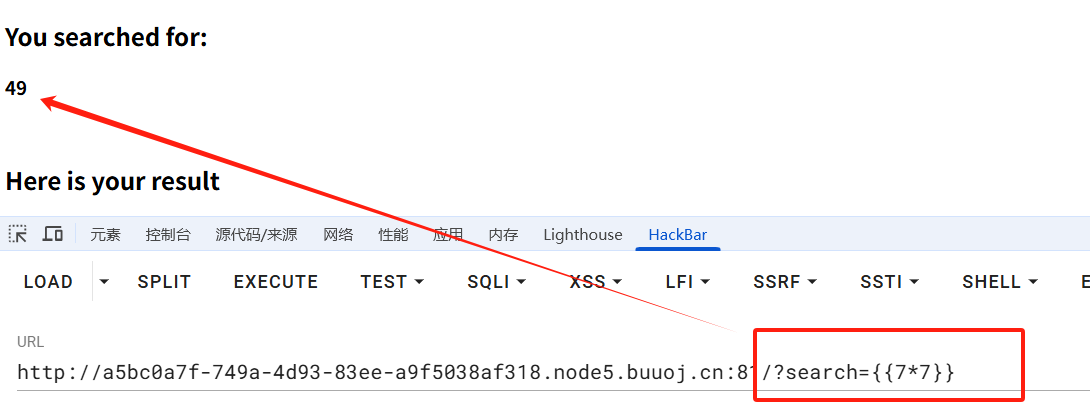 You searched for:
49
Here is your result
元素 控制台 源代码/来源 网络 性能 应用 内存 Lighthouse HackBar
LOAD SPLIT EXECUTE TEST SQLI XSS LFI SSRF SSTI SHELL E
URL
http://a5bc0a7f-749a-4d93-83ee-a9f5038af318.node5.buuoj.cn:81/?search={{7*7}}